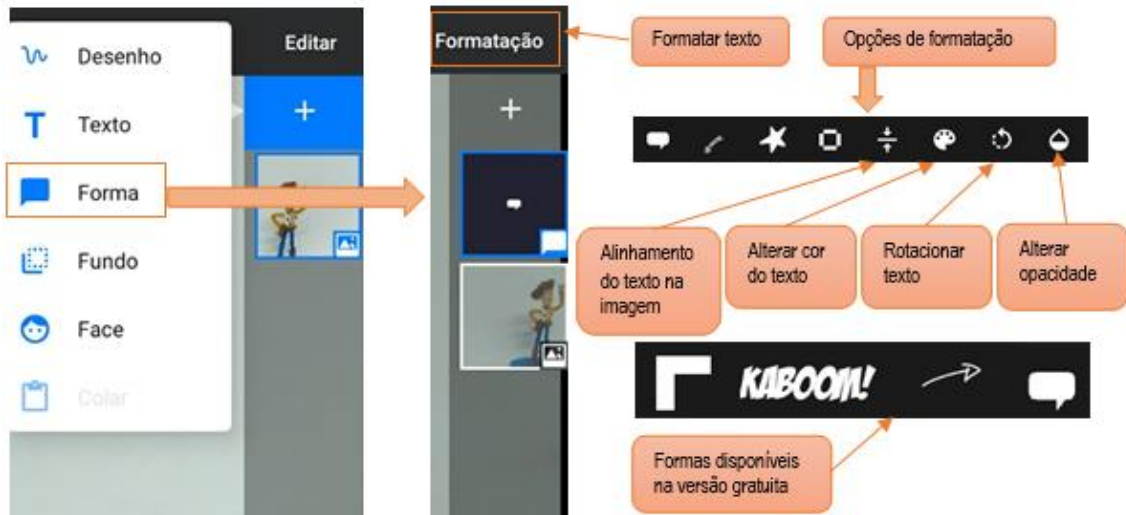 Desenho
Texto
Forma
Fundo
Face
Colar
Editar
+
Formatação
+
Formatar texto
Opções de formatação
Alinhamento
do texto na
imagem
Alterar cor
do texto
Rotacionar
texto
Alterar
opacidade
KABOOM!
Formas disponíveis
na versão gratuita